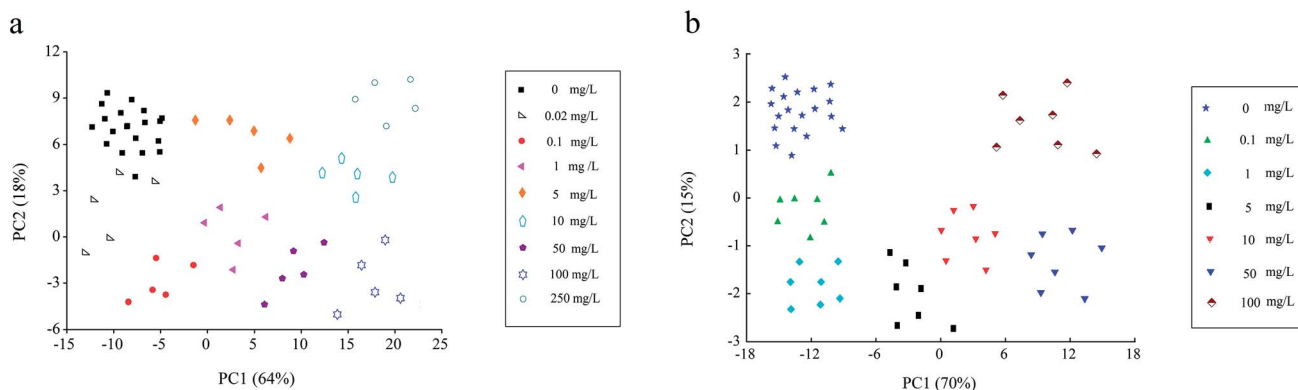 a
12
9
6
3
0
-3
-6
-15 -10 -5 0 5 10 15 20 25
PC2 (18%)
PC1 (64%)
0 mg/L
0.02 mg/L
0.1 mg/L
1 mg /L
5 mg/L
10 mg/L
50 mg/L
100 mg/L
250 mg/L
b
3
2
1
0
-1
-2
-3
-18 -12 -6 0 6 12 18
PC2 (15%)
PC1 (70%)
0 mg/L
0.1 mg/L
1 mg/L
5 mg/L
10 mg/L
50 mg/L
100 mg/L